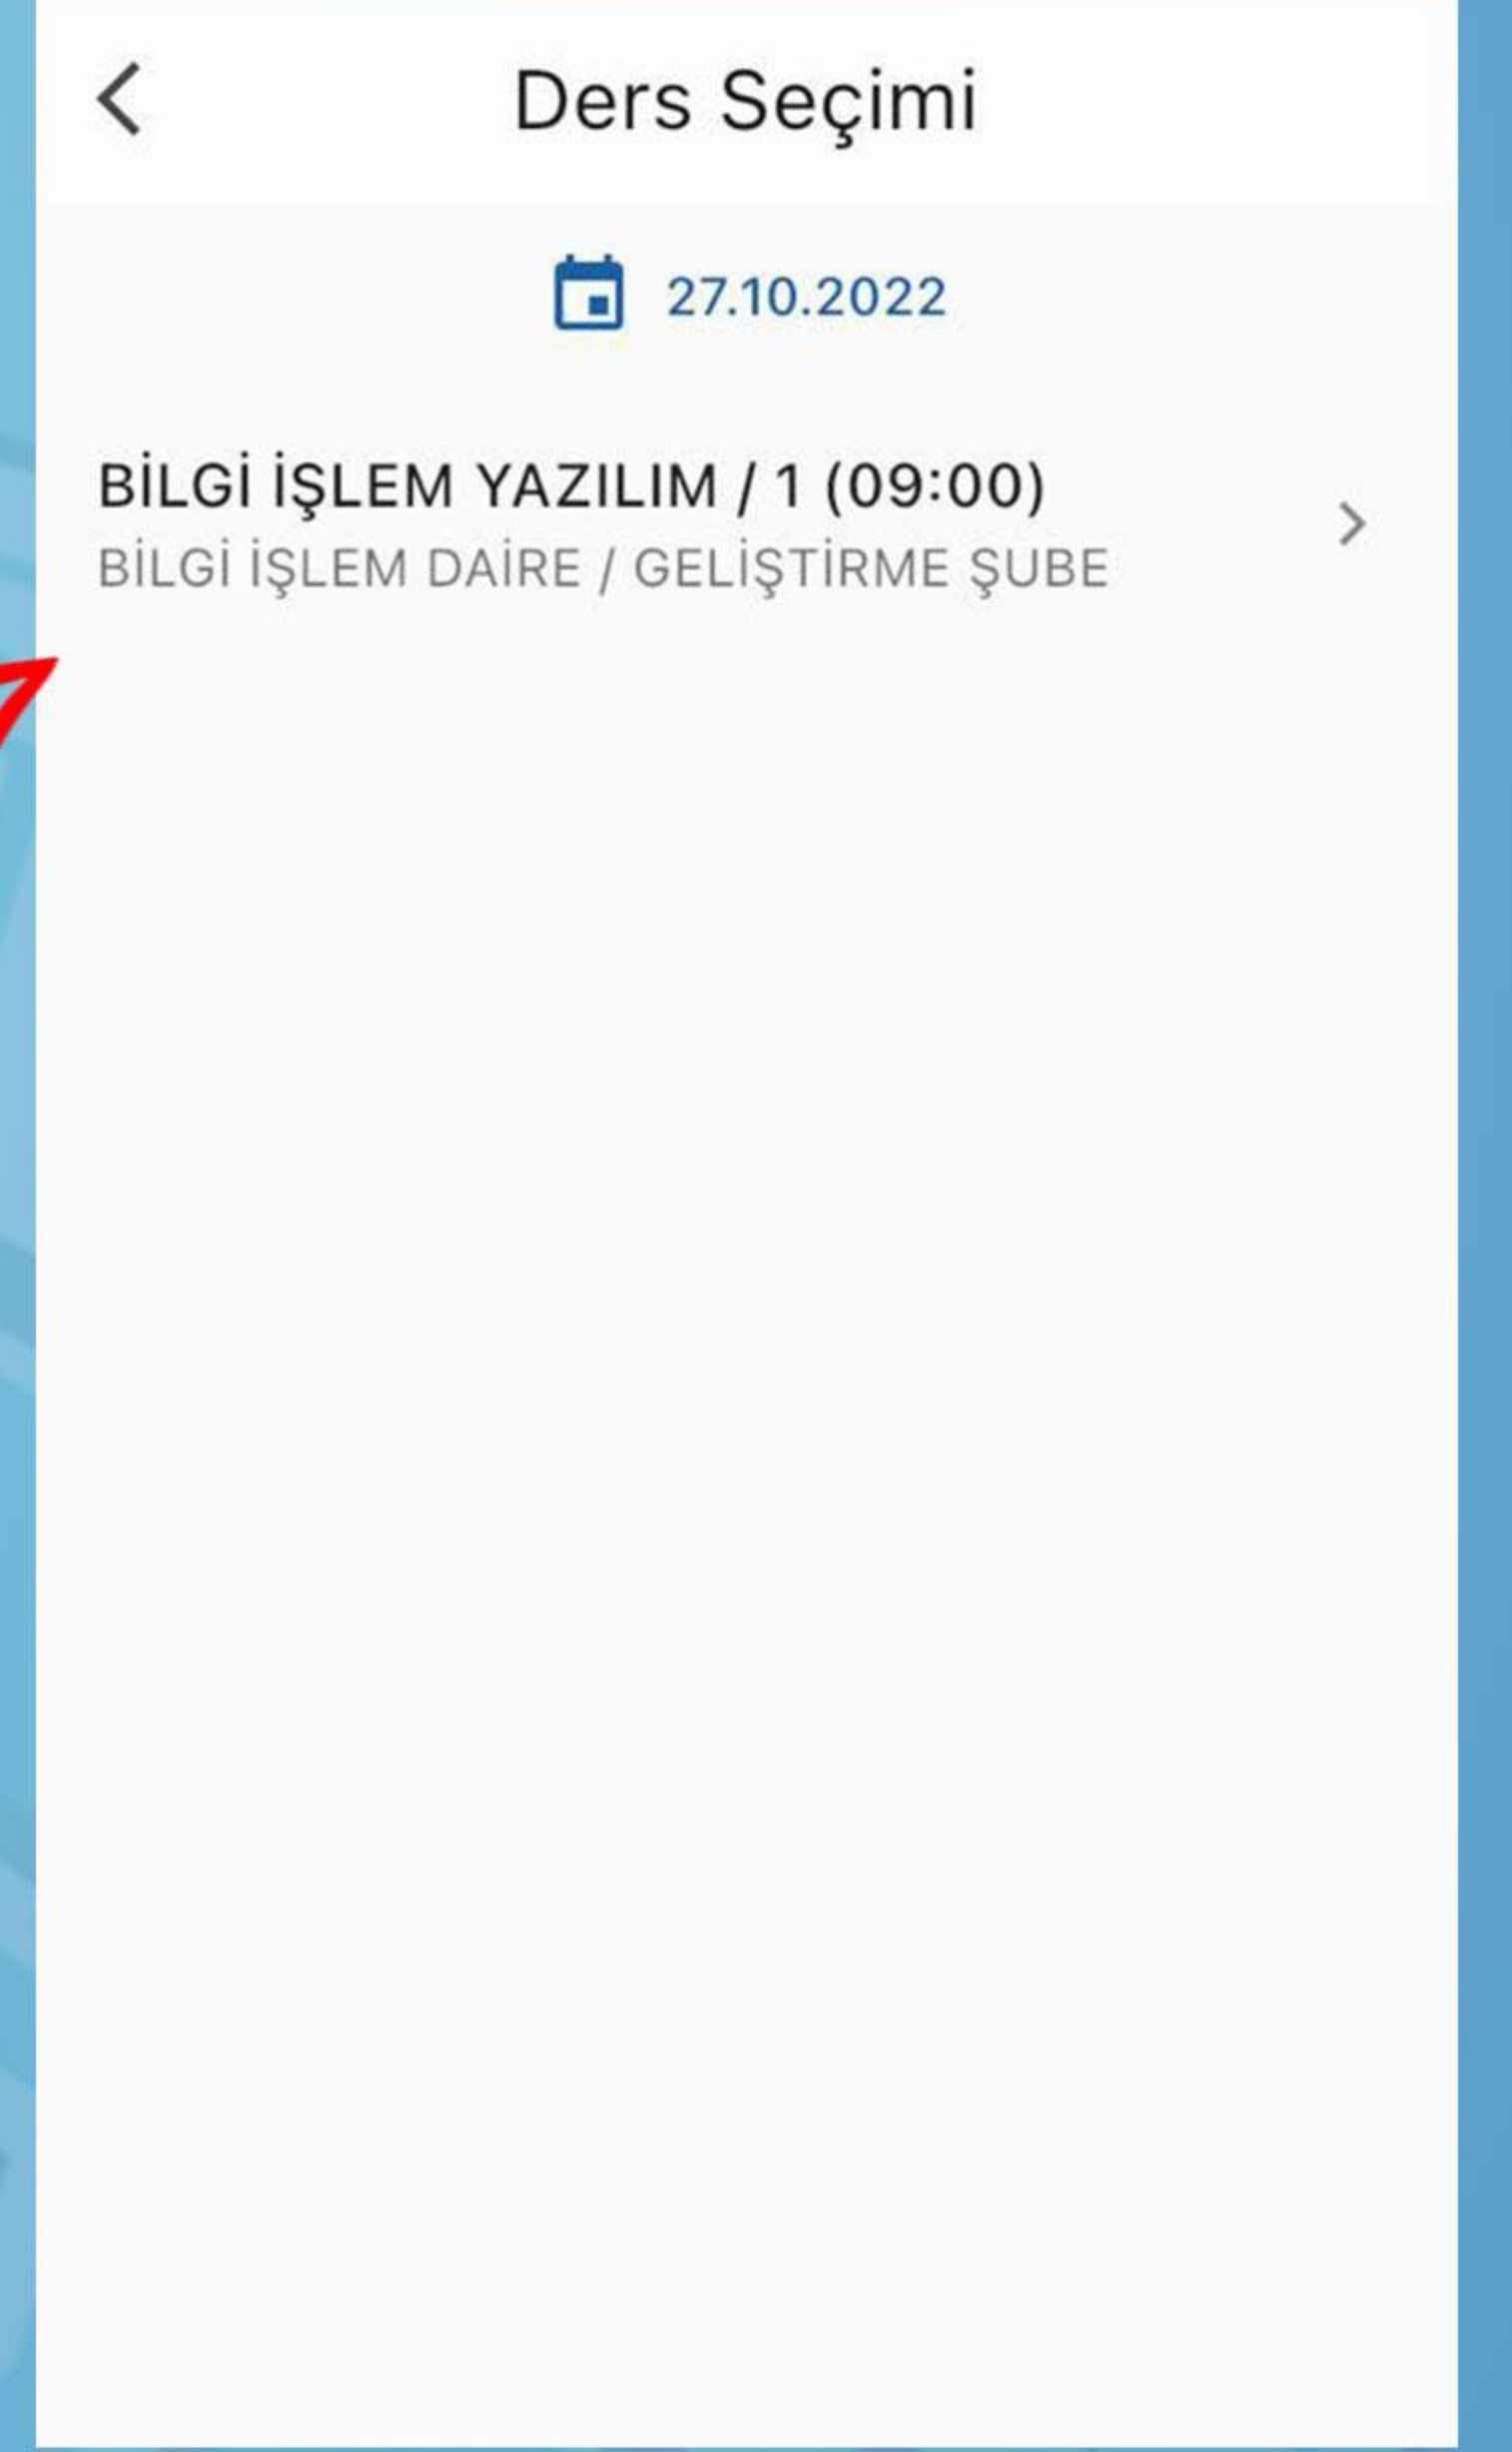 Ders Seçimi
27.10.2022
BİLGİ İŞLEM YAZILIM / 1 (09:00)
BİLGİ İŞLEM DAİRE / GELİŞTİRME ŞUBE